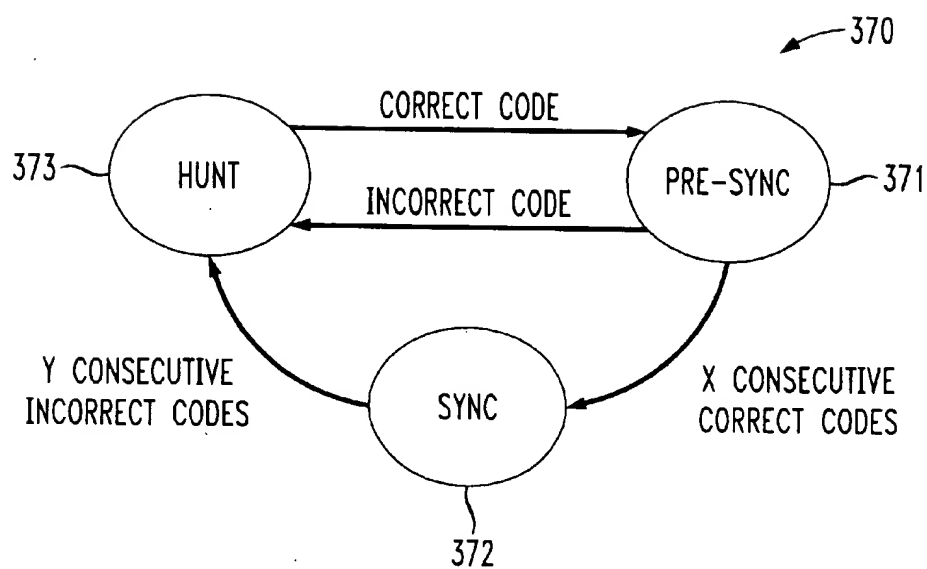 370
CORRECT CODE
373
HUNT
PRE-SYNC
371
INCORRECT CODE
Y CONSECUTIVE
INCORRECT CODES
SYNC
X CONSECUTIVE
CORRECT CODES
372